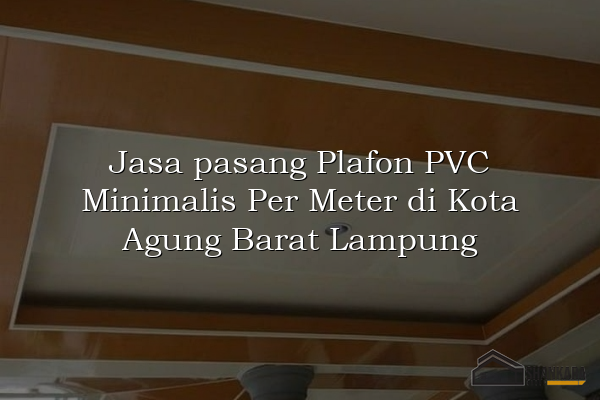 Jasa pasang Plafon PVC
Minimalis Per Meter di Kota
Agung Barat Lampung